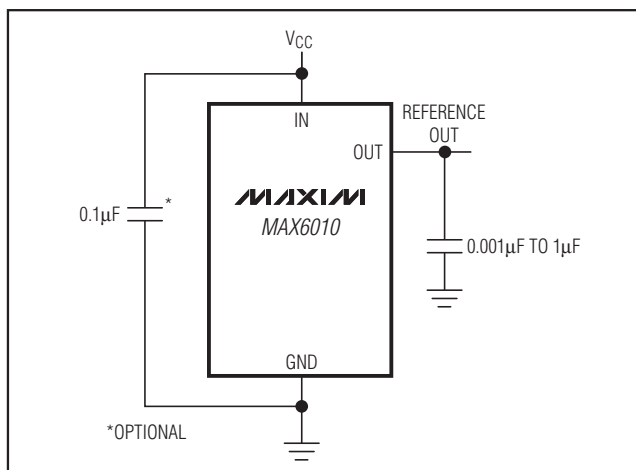 VCC
IN
REFERENCE
OUT
OUT
MAXIM
MAX6010
0.1μF
*
0.001μF TO 1μF
GND
*OPTIONAL